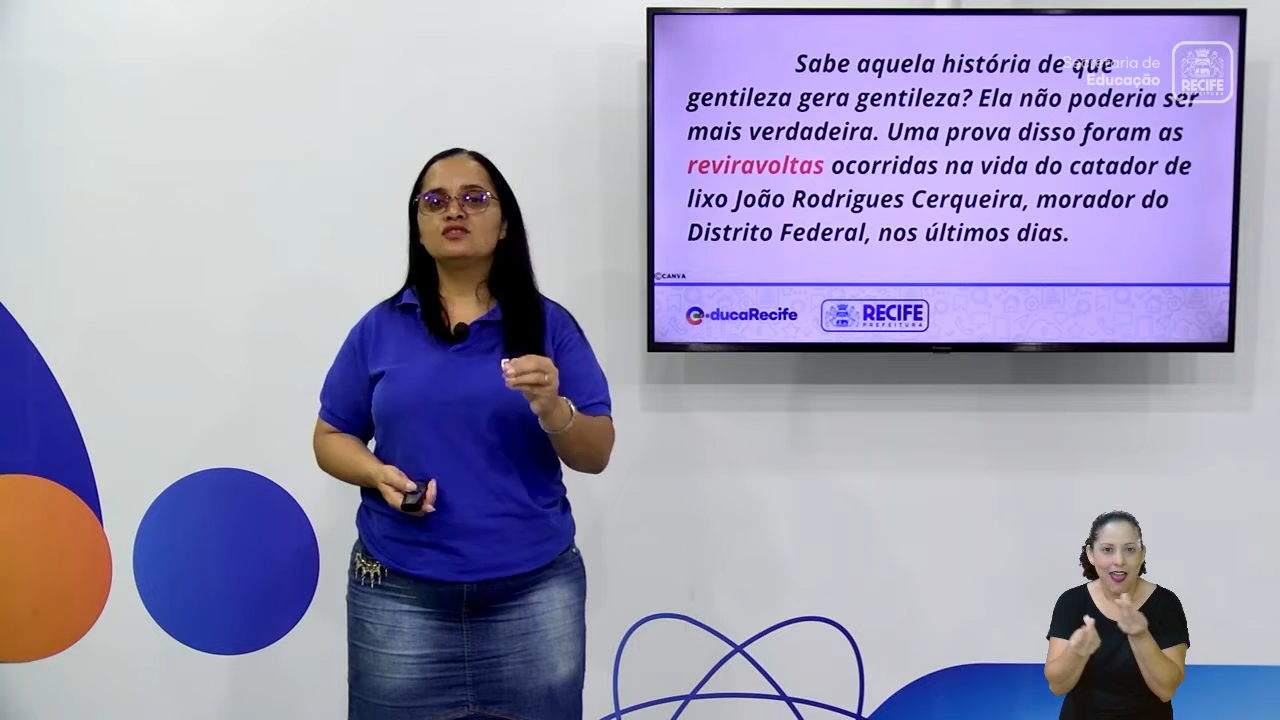 Sabe aquela história de que
gentileza gera gentileza? Ela não poderia ser
mais verdadeira. Uma prova disso foram as
reviravoltas ocorridas na vida do catador de
lixo João Rodrigues Cerqueira, morador do
Distrito Federal, nos últimos dias.
©CANVA
e·ducaRecife
RECIFE
PREFEITURA
Secretaria de
Educação
RECIFE
PREFEITURA